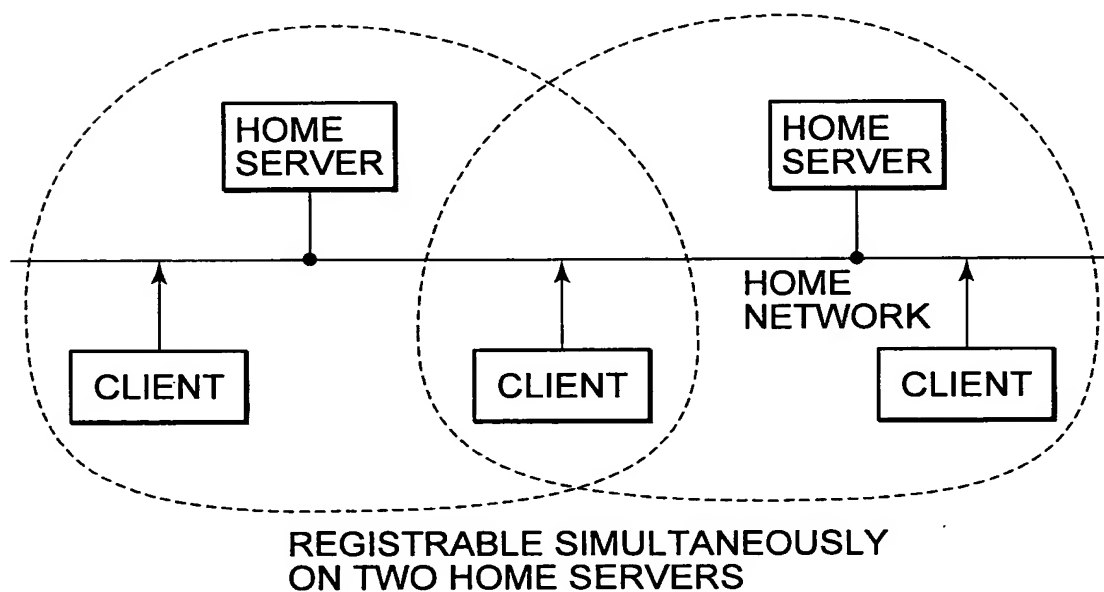 HOME
SERVER
HOME
SERVER
HOME
NETWORK
CLIENT
CLIENT
CLIENT
REGISTRABLE SIMULTANEOUSLY
ON TWO HOME SERVERS